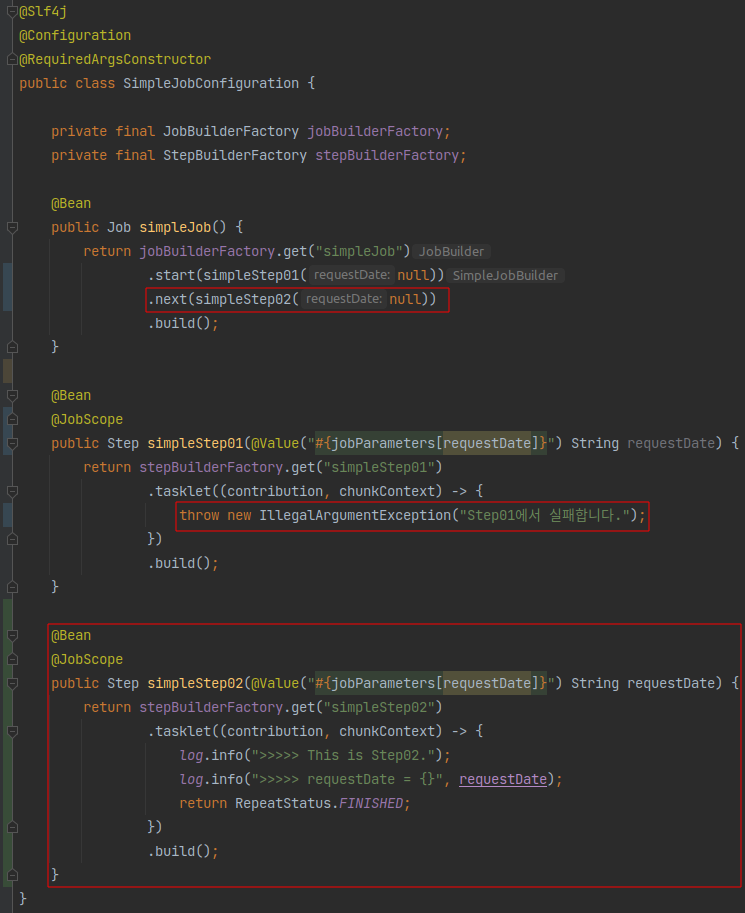 @Slf4j
@Configuration
@RequiredArgsConstructor
public class SimpleJobConfiguration {
    private final JobBuilderFactory jobBuilderFactory;
    private final StepBuilderFactory stepBuilderFactory;
    @Bean
    public Job simpleJob() {
        return jobBuilderFactory.get("simpleJob") JobBuilder
                .start(simpleStep01( requestDate: null)) SimpleJobBuilder
                .next(simpleStep02( requestDate: null))
                .build();
    }
    @Bean
    @JobScope
    public Step simpleStep01(@Value("#{jobParameters[requestDate]}") String requestDate) {
        return stepBuilderFactory.get("simpleStep01")
                .tasklet((contribution, chunkContext) -> {
                    throw new IllegalArgumentException("Step01에서 실패합니다.");
                })
                .build();
    }
    @Bean
    @JobScope
    public Step simpleStep02(@Value("#{jobParameters[requestDate]}") String requestDate) {
        return stepBuilderFactory.get("simpleStep02")
                .tasklet((contribution, chunkContext) -> {
                    log.info(">>>>> This is Step02.");
                    log.info(">>>>> requestDate = {}", requestDate);
                    return RepeatStatus.FINISHED;
                })
                .build();
    }
}